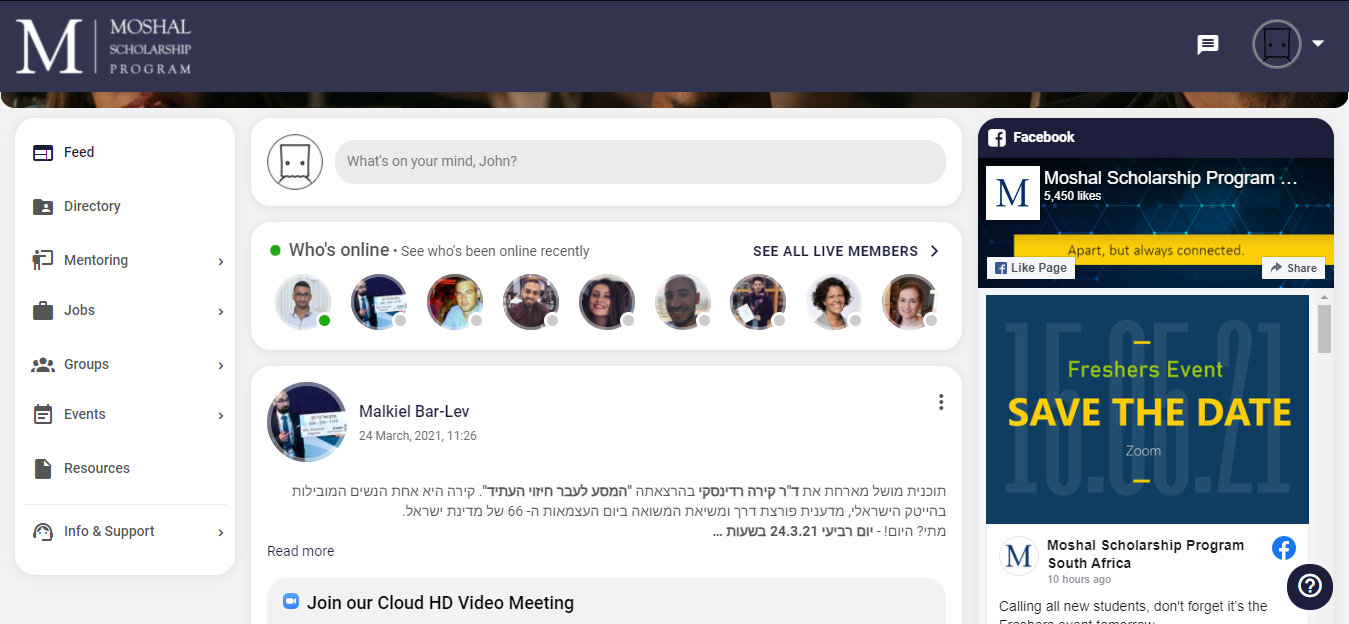 M
MOSHAL
SCHOLARSHIP
PROGRAM
Feed
Directory
Mentoring
Jobs
Groups
Events
Resources
Info & Support
What's on your mind, John?
Who's online • See who's been online recently
SEE ALL LIVE MEMBERS
Malkiel Bar-Lev
24 March, 2021, 11:26
תוכנית מושל מארחת את ד"ר קירה רדינסקי בהרצאתה "המסע לעבר חיזוי העתיד". קירה היא אחת הנשים המובילות
בהייטק הישראלי, מדענית פורצת דרך ומשיאת המשואה ביום העצמאות ה- 66 של מדינת ישראל.
מתי? היום! - יום רביעי 24.3.21 בשעות ...
Read more
Join our Cloud HD Video Meeting
Facebook
M
Moshal Scholarship Program ...
5,450 likes
Apart, but always connected.
Like Page
Share
15.05.21
Freshers Event
SAVE THE DATE
Zoom
M
Moshal Scholarship Program
South Africa
10 hours ago
Calling all new students, don't forget it's the
Freshers event tomorrow